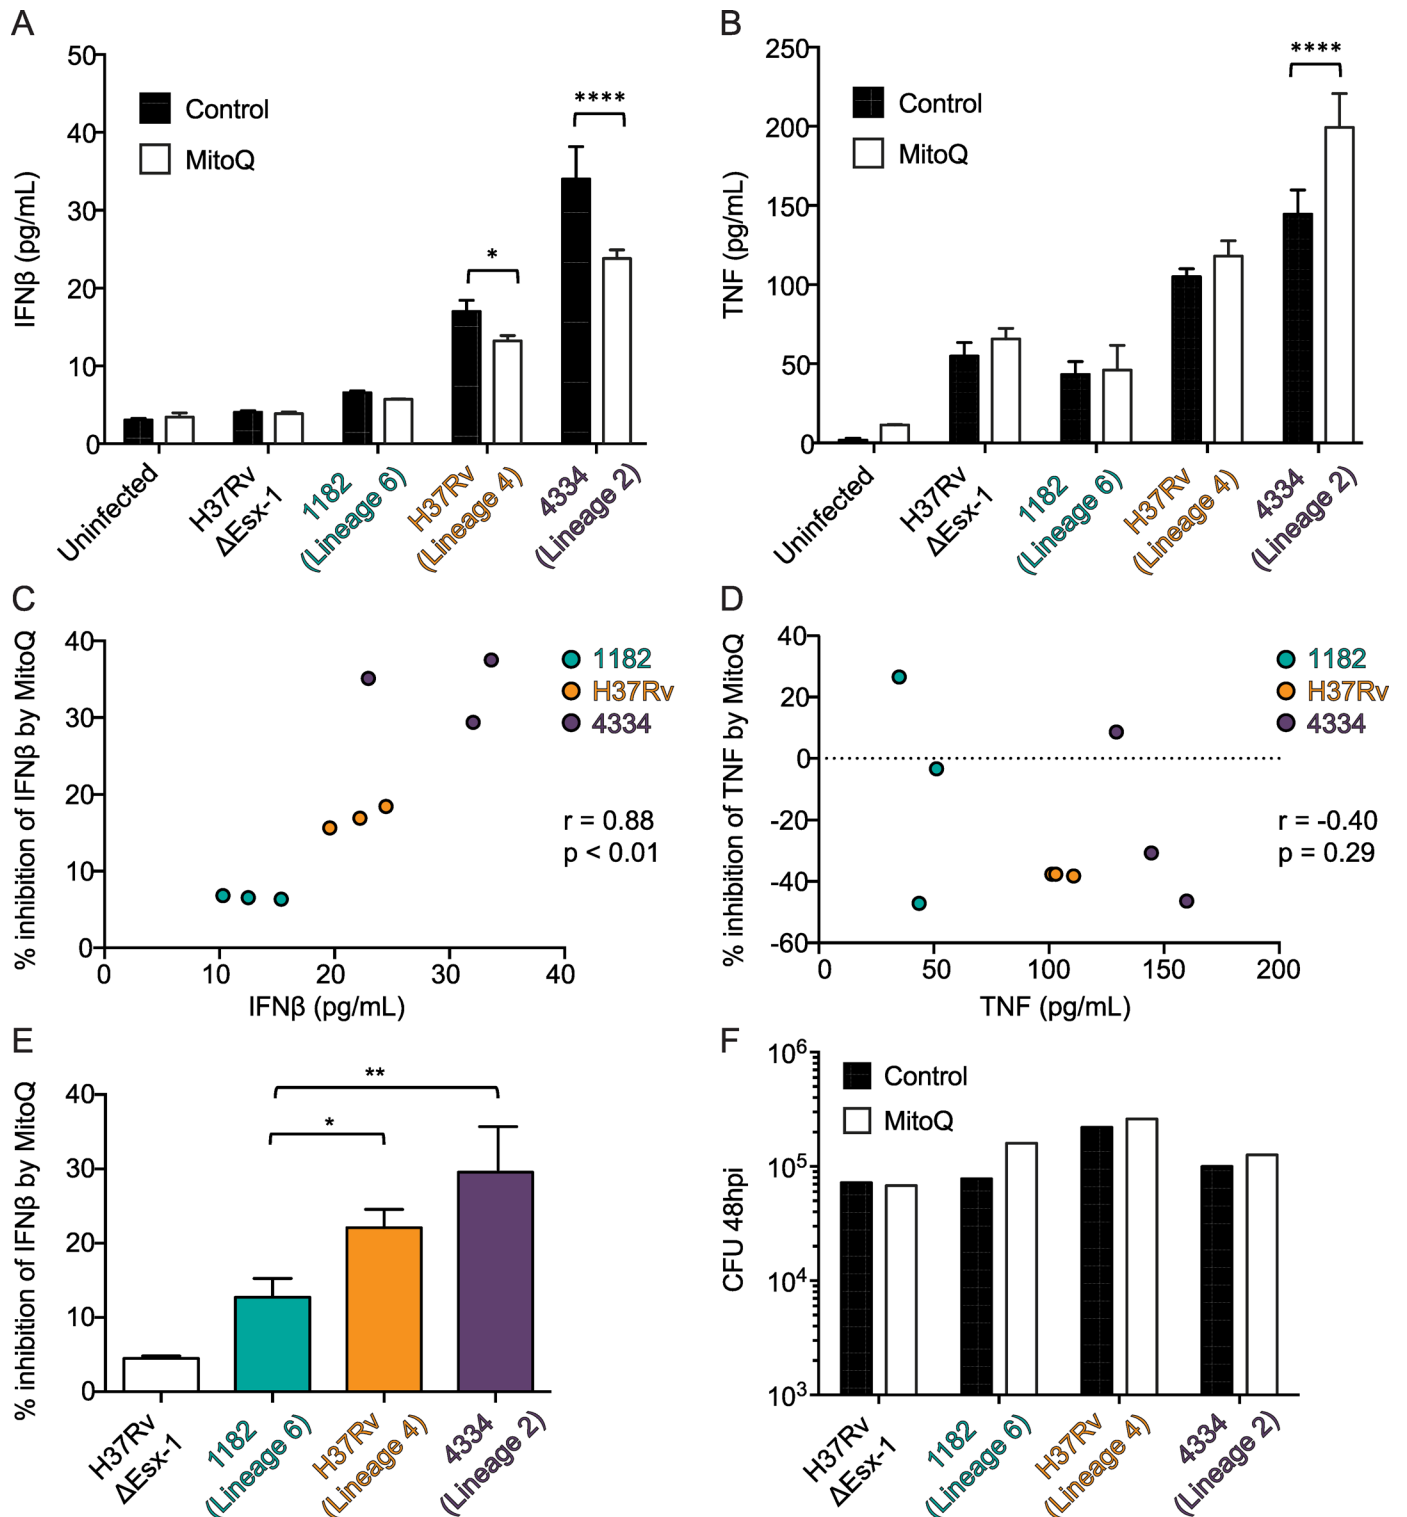 A
IFNβ (pg/mL)
50
40
30
20
10
0
Control
MitoQ
*
****
Uninfected
H37Rv
ΔEsx-1
1182
(Lineage 6)
H37Rv
(Lineage 4)
4334
(Lineage 2)
B
TNF (pg/mL)
250
200
150
100
50
0
Control
MitoQ
****
Uninfected
H37Rv
ΔEsx-1
1182
(Lineage 6)
H37Rv
(Lineage 4)
4334
(Lineage 2)
C
% inhibition of IFNβ by MitoQ
40
30
20
10
0
0 10 20 30 40
IFNβ (pg/mL)
1182
H37Rv
4334
r = 0.88
p < 0.01
D
% inhibition of TNF by MitoQ
40
20
0
-20
-40
-60
0 50 100 150 200
TNF (pg/mL)
1182
H37Rv
4334
r = -0.40
p = 0.29
E
% inhibition of IFNβ by MitoQ
40
30
20
10
0
**
*
H37Rv
ΔEsx-1
1182
(Lineage 6)
H37Rv
(Lineage 4)
4334
(Lineage 2)
F
CFU 48hpi
10⁶
10⁵
10⁴
10³
Control
MitoQ
H37Rv
ΔEsx-1
1182
(Lineage 6)
H37Rv
(Lineage 4)
4334
(Lineage 2)